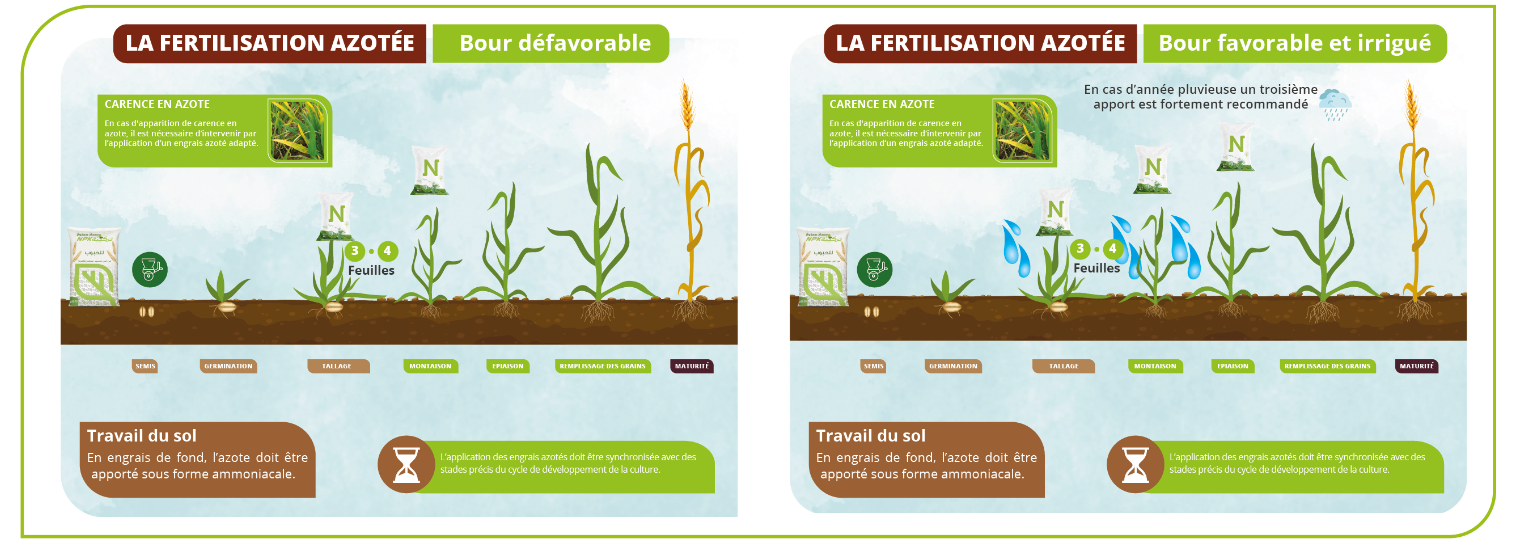 LA FERTILISATION AZOTÉE
Bour défavorable
CARENCE EN AZOTE
En cas d'apparition de carence en
azote, il est nécessaire d'intervenir par
l'application d'un engrais azoté adapté.
N
N
3 • 4
Feuilles
SEMIS
GERMINATION
TALLAGE
MONTAISON
EPIAISON
REMPLISSAGE DES GRAINS
MATURITÉ
Travail du sol
En engrais de fond, l’azote doit être
apporté sous forme ammoniacale.
L'application des engrais azotés doit être synchronisée avec des
stades précis du cycle de développement de la culture.
LA FERTILISATION AZOTÉE
Bour favorable et irrigué
En cas d’année pluvieuse un troisième
apport est fortement recommandé
CARENCE EN AZOTE
En cas d'apparition de carence en
azote, il est nécessaire d'intervenir par
l'application d'un engrais azoté adapté.
N
N
N
3 • 4
Feuilles
SEMIS
GERMINATION
TALLAGE
MONTAISON
EPIAISON
REMPLISSAGE DES GRAINS
MATURITÉ
Travail du sol
En engrais de fond, l’azote doit être
apporté sous forme ammoniacale.
L'application des engrais azotés doit être synchronisée avec des
stades précis du cycle de développement de la culture.